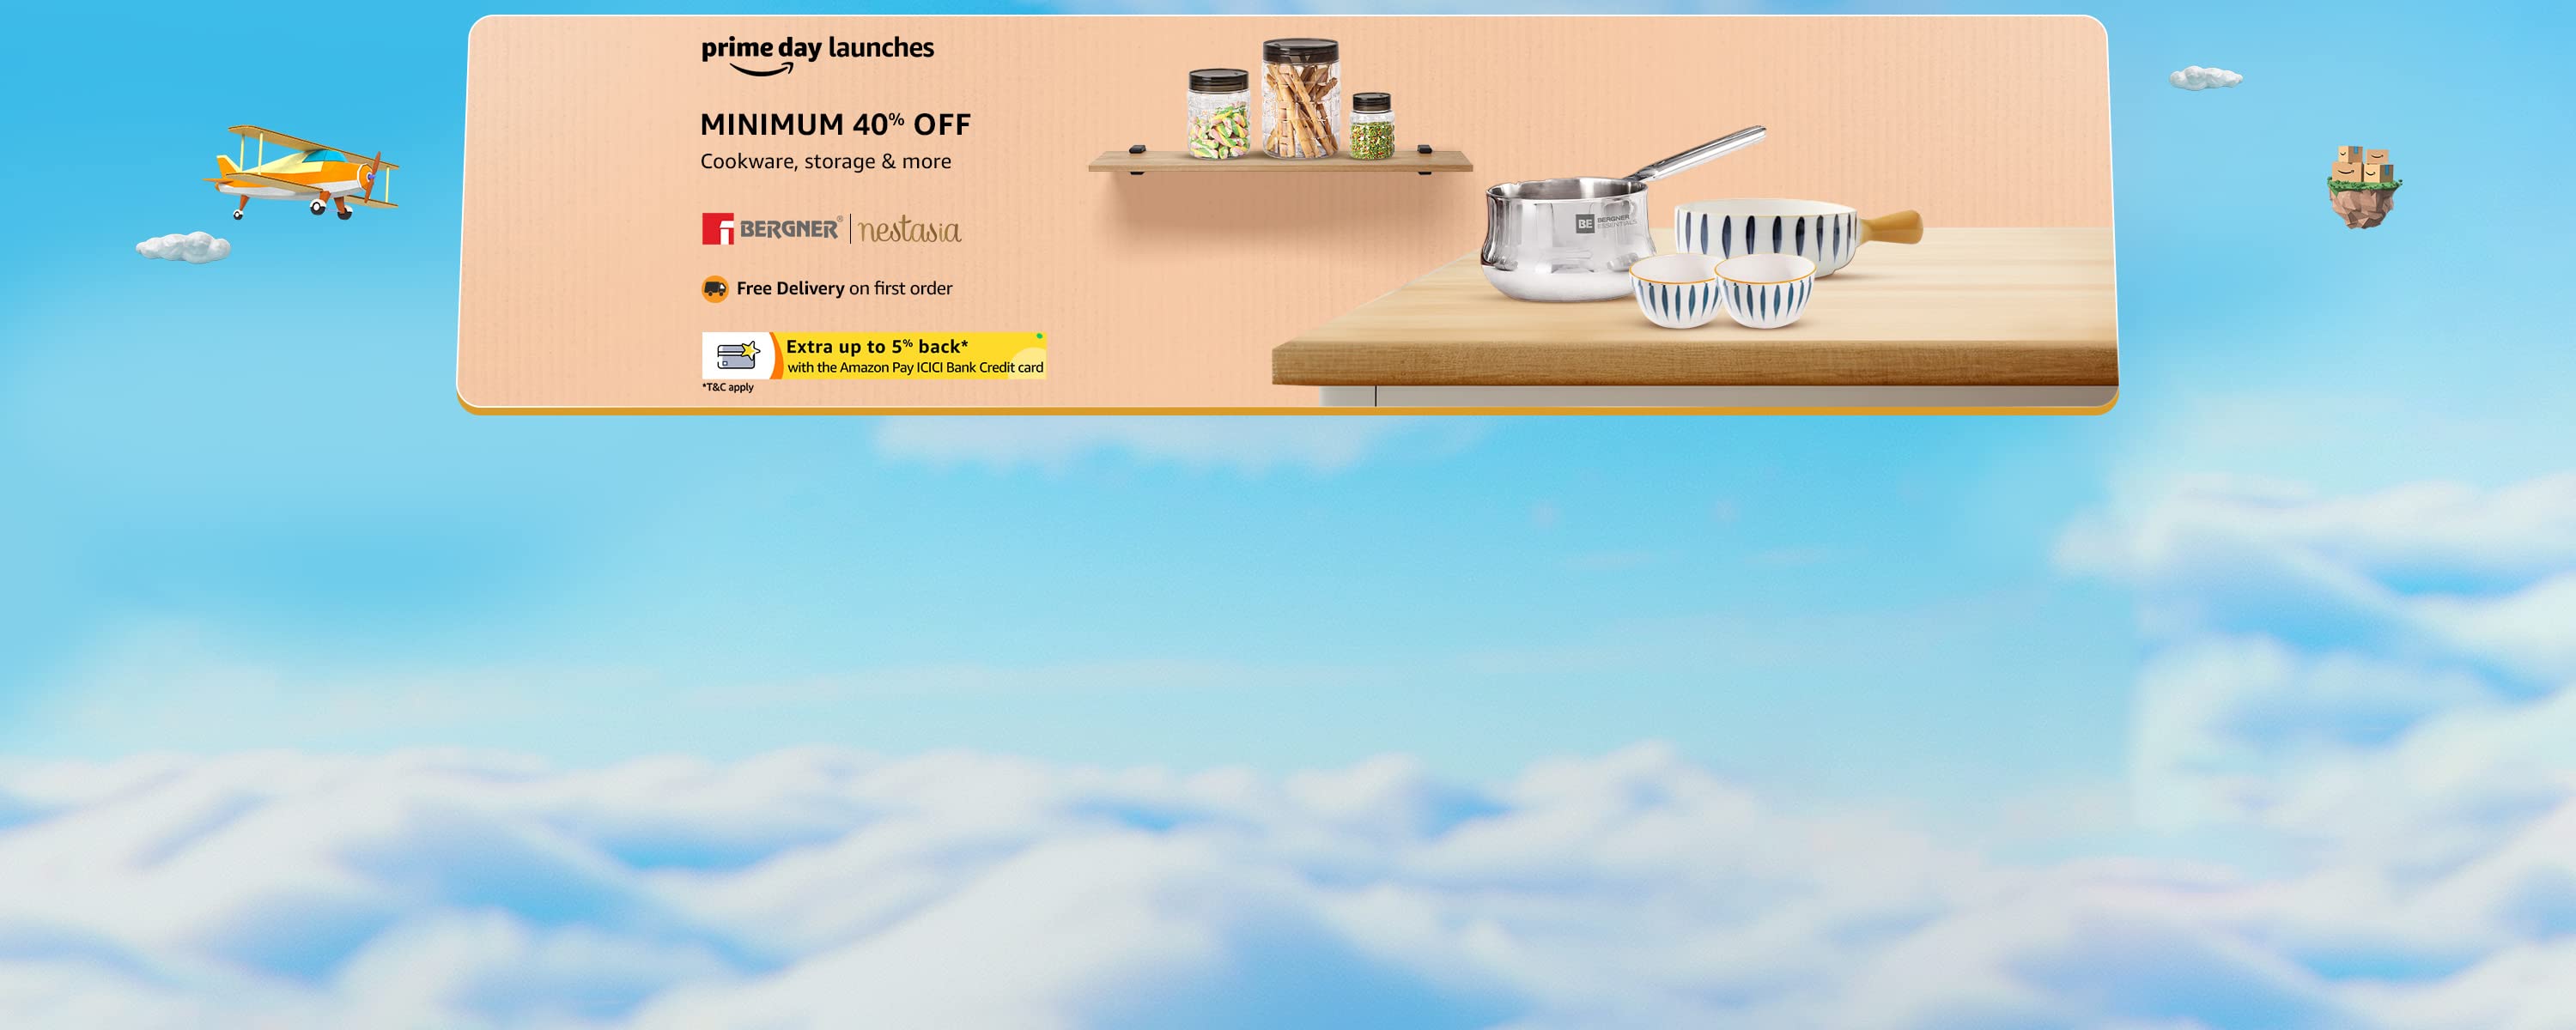 prime day launches
MINIMUM 40% OFF
Cookware, storage & more
BERGNER® | nestasia
Free Delivery on first order
Extra up to 5% back*
with the Amazon Pay ICICI Bank Credit card
*T&C apply
BE BERGNER
ESSENTIALS